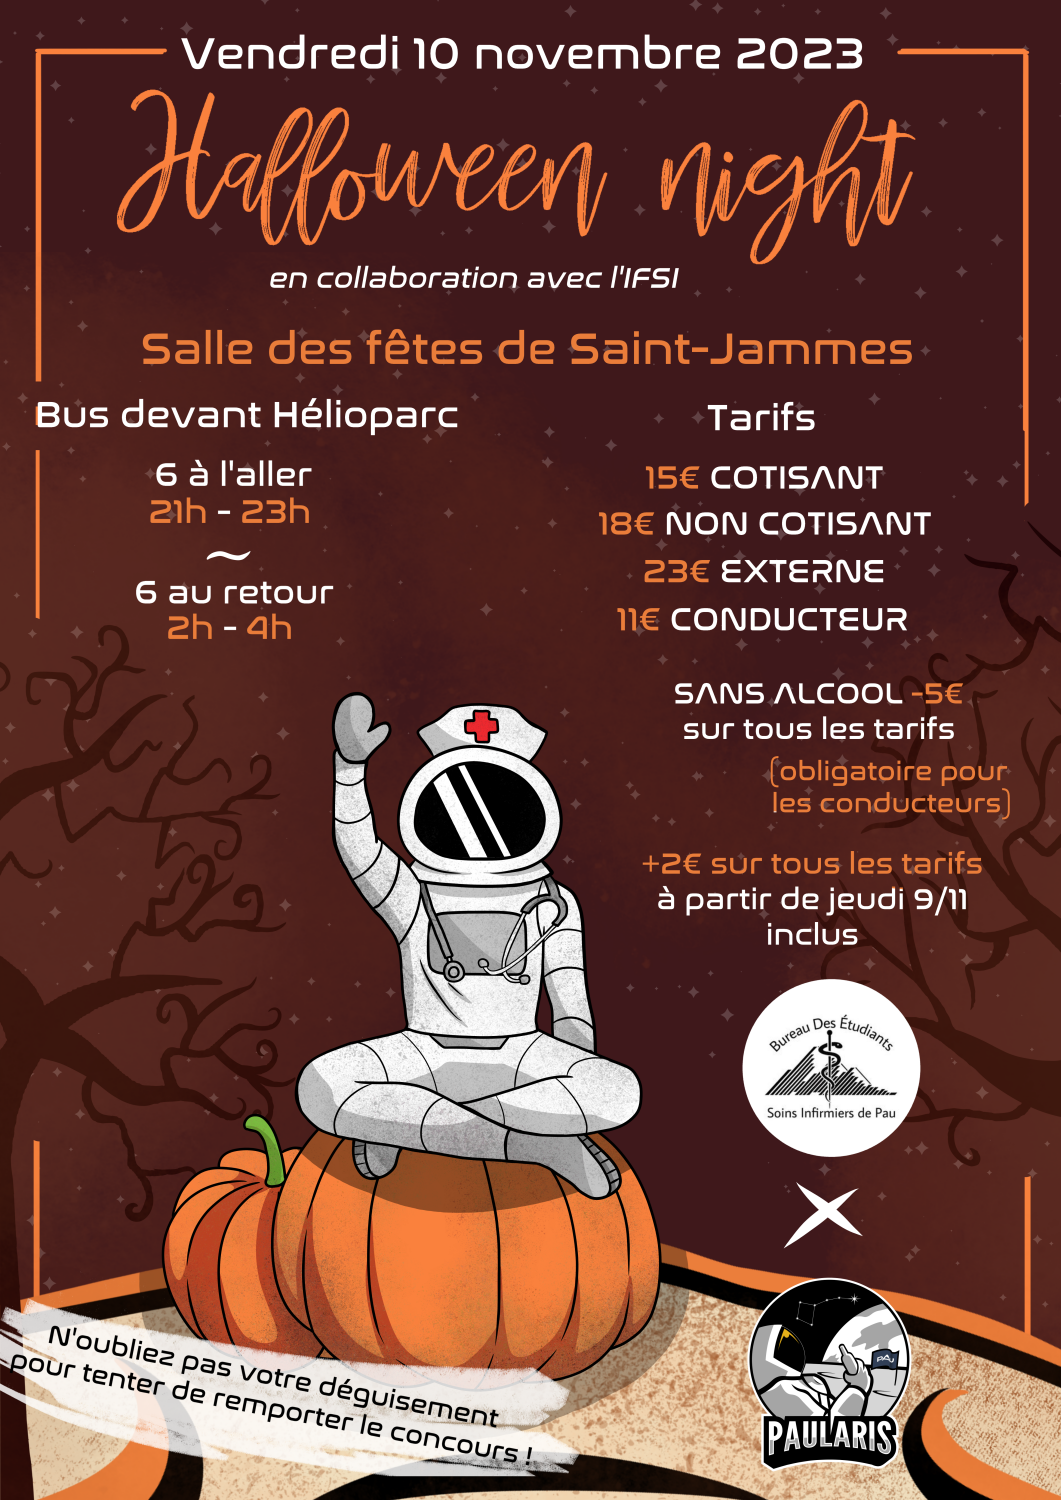 Vendredi 10 novembre 2023
Halloween night
en collaboration avec l'IFSI
Salle des fêtes de Saint-Jammes
Bus devant Hélioparc
6 à l'aller
21h - 23h
~
6 au retour
2h - 4h
Tarifs
15€ COTISANT
18€ NON COTISANT
23€ EXTERNE
11€ CONDUCTEUR
SANS ALCOOL -5€
sur tous les tarifs
(obligatoire pour
les conducteurs)
+2€ sur tous les tarifs
à partir de jeudi 9/11
inclus
Bureau Des Étudiants
Soins Infirmiers de Pau
PAU
PAULARIS
N'oubliez pas votre déguisement
pour tenter de remporter le concours !